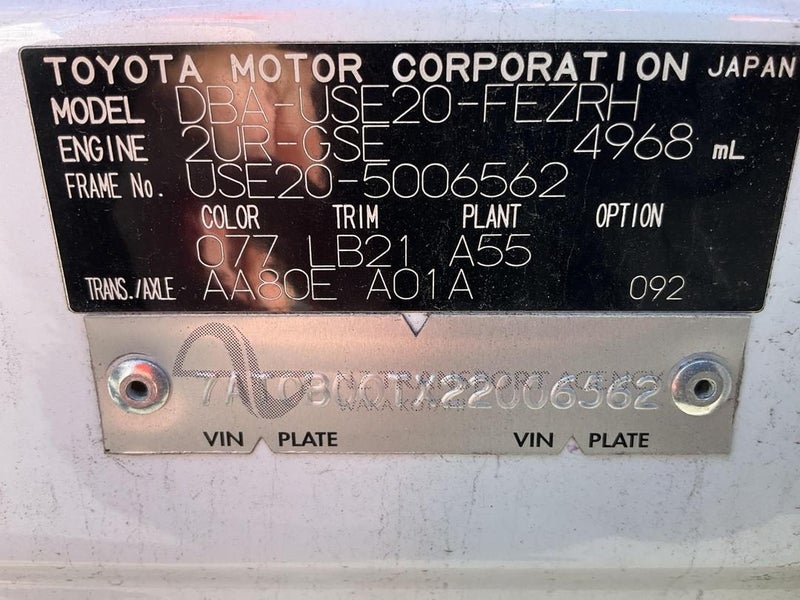 TOYOTA MOTOR CORPORATION JAPAN
MODEL DBA-USE20-FEZRH
ENGINE 2UR-GSE 4968 mL
FRAME No. USE20-5006562
COLOR TRIM PLANT OPTION
077 LB21 A55
TRANS./AXLE AA80E A01A 092
7AT0B00TX22006562
VIN PLATE VIN PLATE